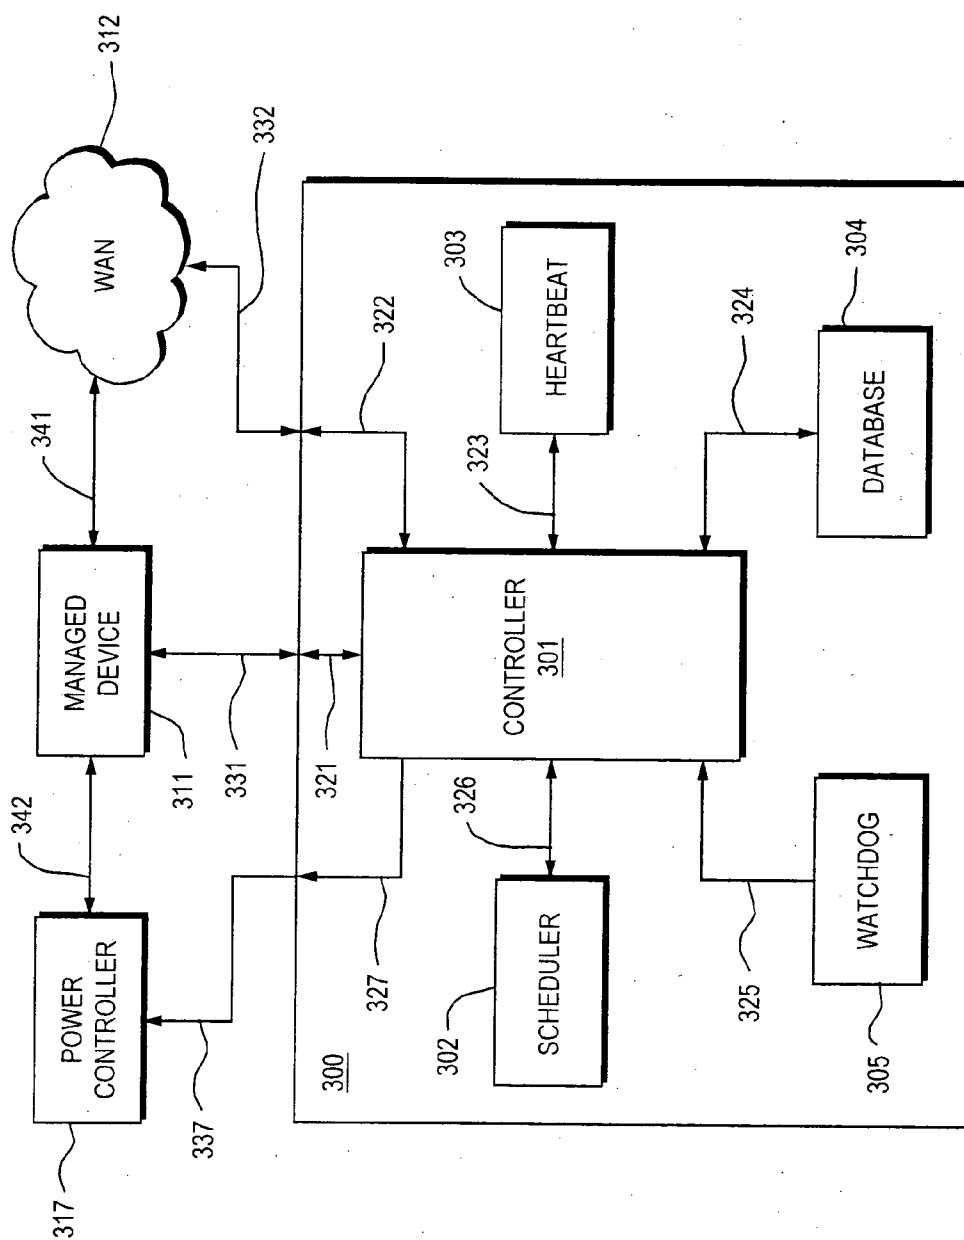 317
POWER
CONTROLLER
342
MANAGED
DEVICE
311
341
WAN
312
337
331
332
300
327
321
322
302
SCHEDULER
326
CONTROLLER
301
323
HEARTBEAT
303
305
WATCHDOG
325
324
DATABASE
304